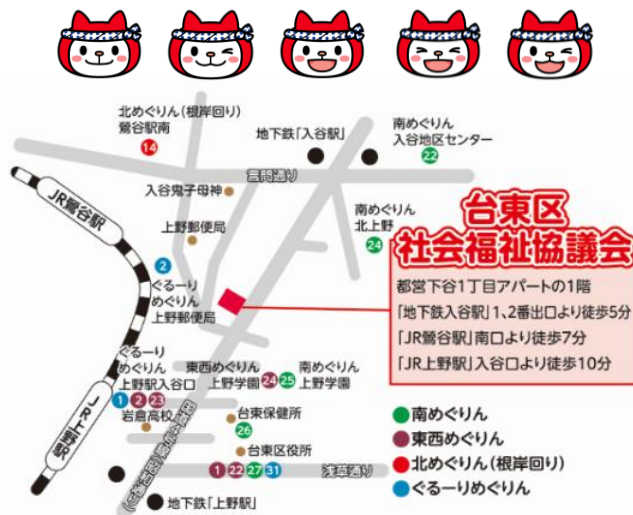 北めぐりん(根岸回り)
鶯谷駅南
14
地下鉄「入谷駅」
南めぐりん
入谷地区センター
22
言問通り
JR鶯谷駅
入谷鬼子母神
上野郵便局
南めぐりん
北上野
24
台東区
社会福祉協議会
都営下谷1丁目アパートの1階
「地下鉄入谷駅」1、2番出口より徒歩5分
「JR鶯谷駅」南口より徒歩7分
「JR上野駅」入谷口より徒歩10分
2
ぐるーり
めぐりん
上野郵便局
ぐるーり
めぐりん
上野駅入谷口
1 2 23
岩倉高校
東西めぐりん
上野学園
24
25
南めぐりん
上野学園
JR上野駅
台東保健所
26
台東区役所
1 22 27 31
浅草通り
地下鉄「上野駅」
南めぐりん
東西めぐりん
北めぐりん(根岸回り)
ぐるーりめぐりん